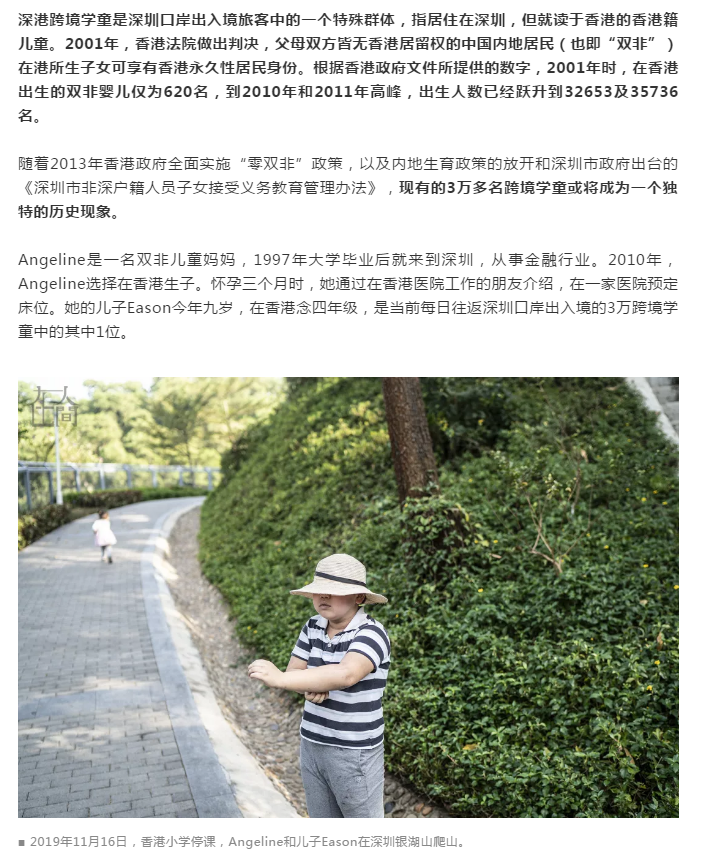 深港跨境学童是深圳口岸出入境旅客中的一个特殊群体，指居住在深圳，但就读于香港的香港籍
儿童。2001年，香港法院做出判决，父母双方皆无香港居留权的中国内地居民（也即“双非”）
在港所生子女可享有香港永久性居民身份。根据香港政府文件所提供的数字，2001年时，在香港
出生的双非婴儿仅为620名，到2010年和2011年高峰，出生人数已经跃升到32653及35736
名。
随着2013年香港政府全面实施“零双非”政策，以及内地生育政策的放开和深圳市政府出台的
《深圳市非深户籍人员子女接受义务教育管理办法》，现有的3万多名跨境学童或将成为一个独
特的历史现象。
Angeline是一名双非儿童妈妈，1997年大学毕业后就来到深圳，从事金融行业。2010年，
Angeline选择在香港生子。怀孕三个月时，她通过在香港医院工作的朋友介绍，在一家医院预定
床位。她的儿子Eason今年九岁，在香港念四年级，是当前每日往返深圳口岸出入境的3万跨境学
童中的其中1位。
在人间
■ 2019年11月16日，香港小学停课，Angeline和儿子Eason在深圳银湖山爬山。